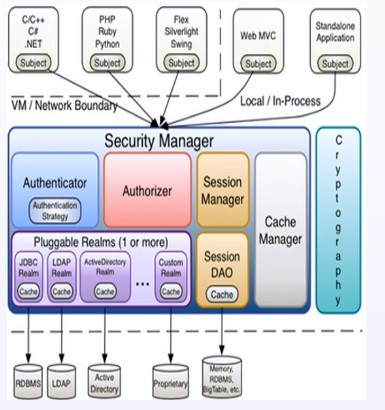 C/C++
C#
.NET
Subject
PHP
Ruby
Python
Subject
Flex
Silverlight
Swing
Subject
Web MVC
Subject
Standalone
Application
Subject
VM / Network Boundary
Local / In-Process
Security Manager
Authenticator
Authentication
Strategy
Authorizer
Session
Manager
Cache
Manager
Cryptography
Pluggable Realms (1 or more)
JDBC
Realm
Cache
LDAP
Realm
Cache
ActiveDirectory
Realm
Cache
...
Custom
Realm
Cache
Session
DAO
Cache
RDBMS
LDAP
Active
Directory
Proprietary
Memory,
RDBMS,
BigTable, etc.